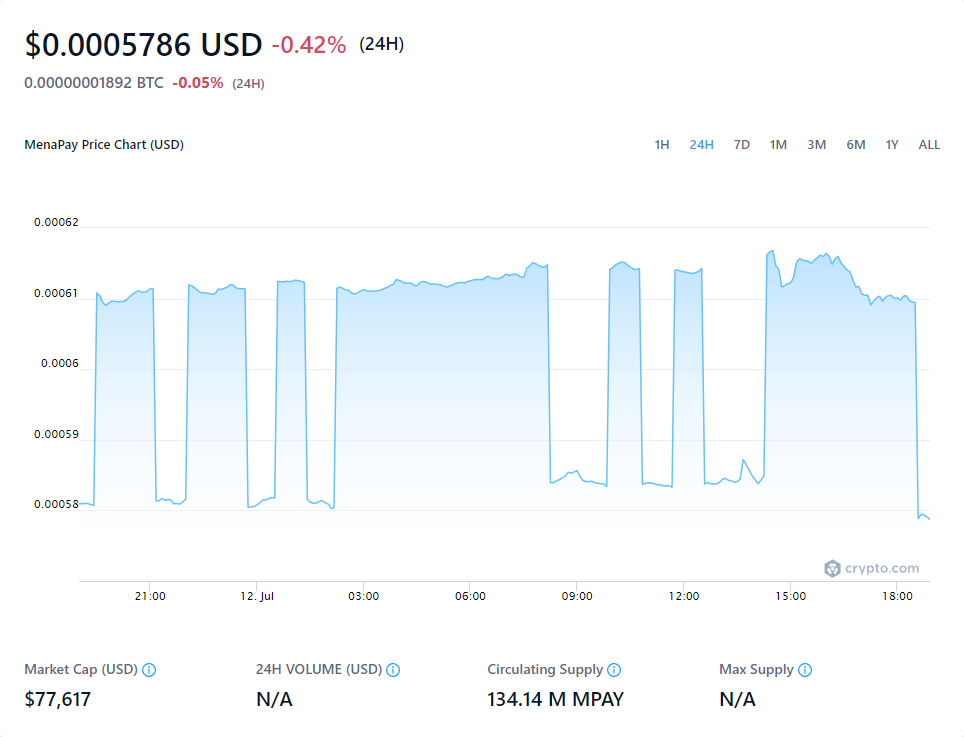 $0.0005786 USD -0.42% (24H)
0.00000001892 BTC -0.05% (24H)
MenaPay Price Chart (USD) 1H 24H 7D 1M 3M 6M 1Y ALL
0.00062
0.00061
0.0006
0.00059
0.00058
crypto.com
21:00 12. Jul 03:00 06:00 09:00 12:00 15:00 18:00
Market Cap (USD) 24H VOLUME (USD) Circulating Supply Max Supply
$77,617 N/A 134.14 M MPAY N/A